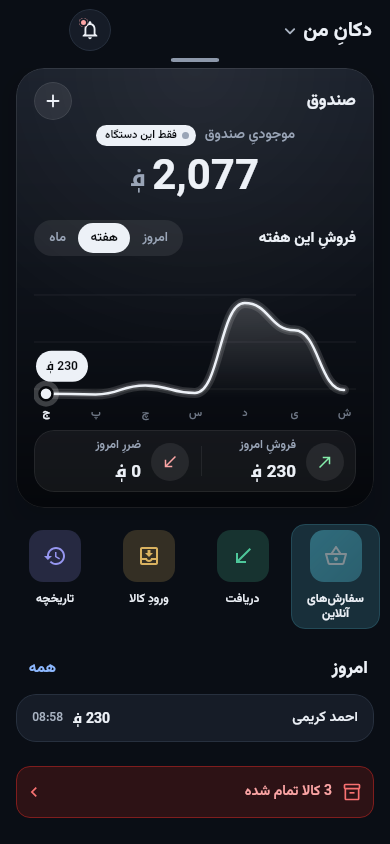 دکانِ من
صندوق
موجودیِ صندوق
فقط این دستگاه
2,077 ؋
فروشِ این هفته
امروز
هفته
ماه
230 ؋
ش
ی
د
س
چ
پ
ج
فروشِ امروز
230 ؋
ضررِ امروز
0 ؋
سفارش‌های
آنلاین
دریافت
ورودِ کالا
تاریخچه
امروز
همه
احمد کریمی
230 ؋
08:58
3 کالا تمام شده